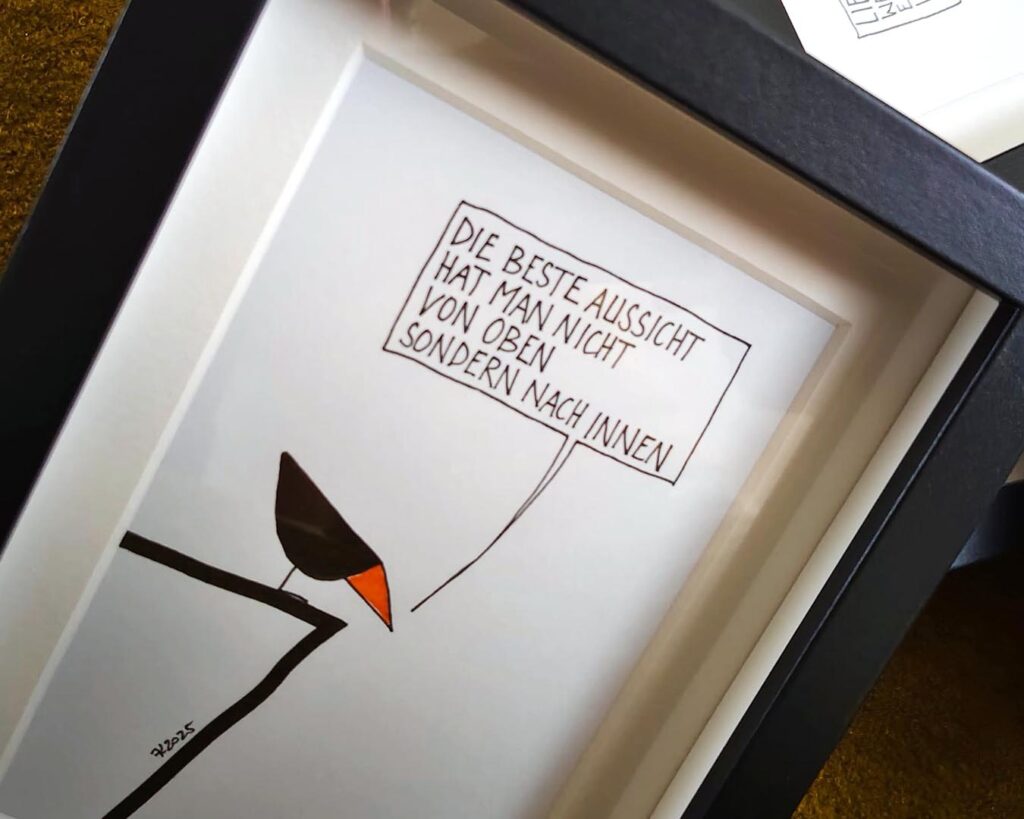 DIE BESTE AUSSICHT
HAT MAN NICHT
VON OBEN
SONDERN NACH INNEN